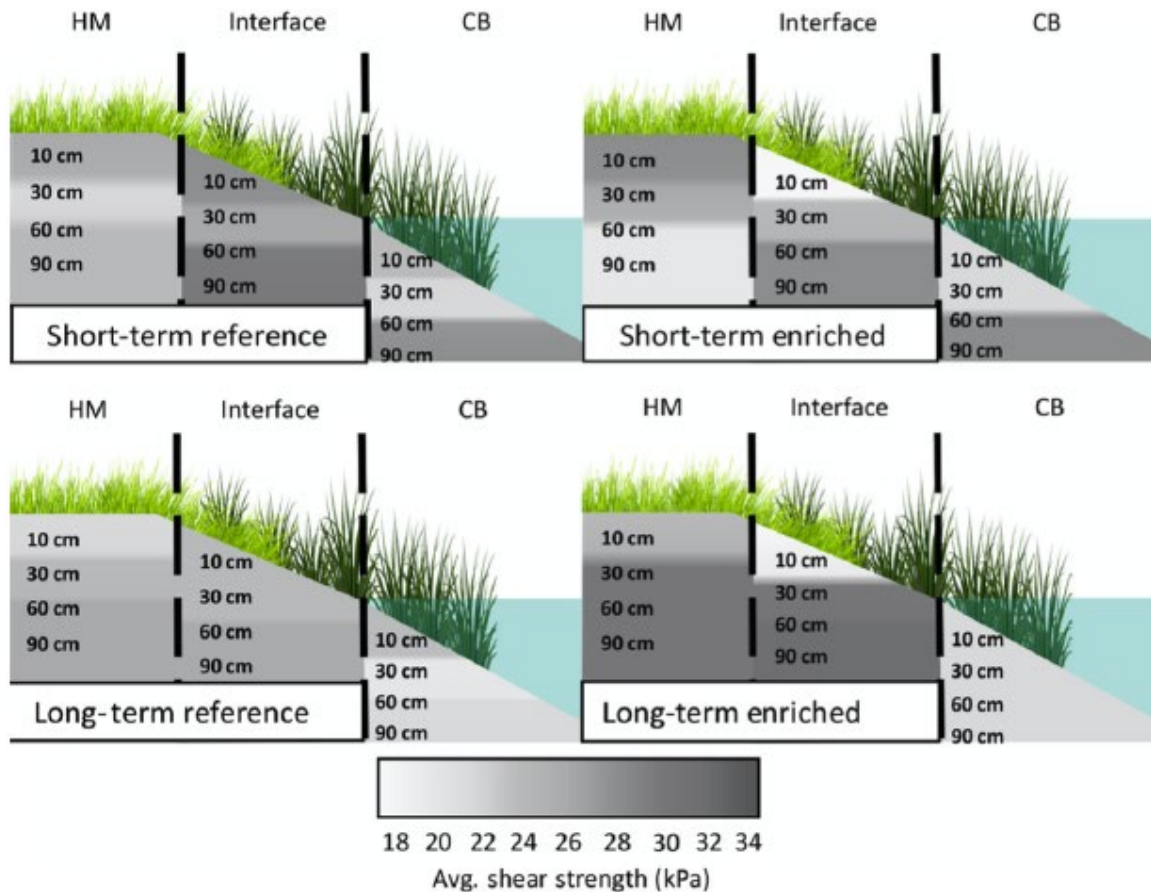 HM Interface CB
10 cm
30 cm
60 cm
90 cm
10 cm
30 cm
60 cm
90 cm
10 cm
30 cm
60 cm
90 cm
Short-term reference
HM Interface CB
10 cm
30 cm
60 cm
90 cm
10 cm
30 cm
60 cm
90 cm
10 cm
30 cm
60 cm
90 cm
Short-term enriched
HM Interface CB
10 cm
30 cm
60 cm
90 cm
10 cm
30 cm
60 cm
90 cm
10 cm
30 cm
60 cm
90 cm
Long-term reference
HM Interface CB
10 cm
30 cm
60 cm
90 cm
10 cm
30 cm
60 cm
90 cm
10 cm
30 cm
60 cm
90 cm
Long-term enriched
18 20 22 24 26 28 30 32 34
Avg. shear strength (kPa)